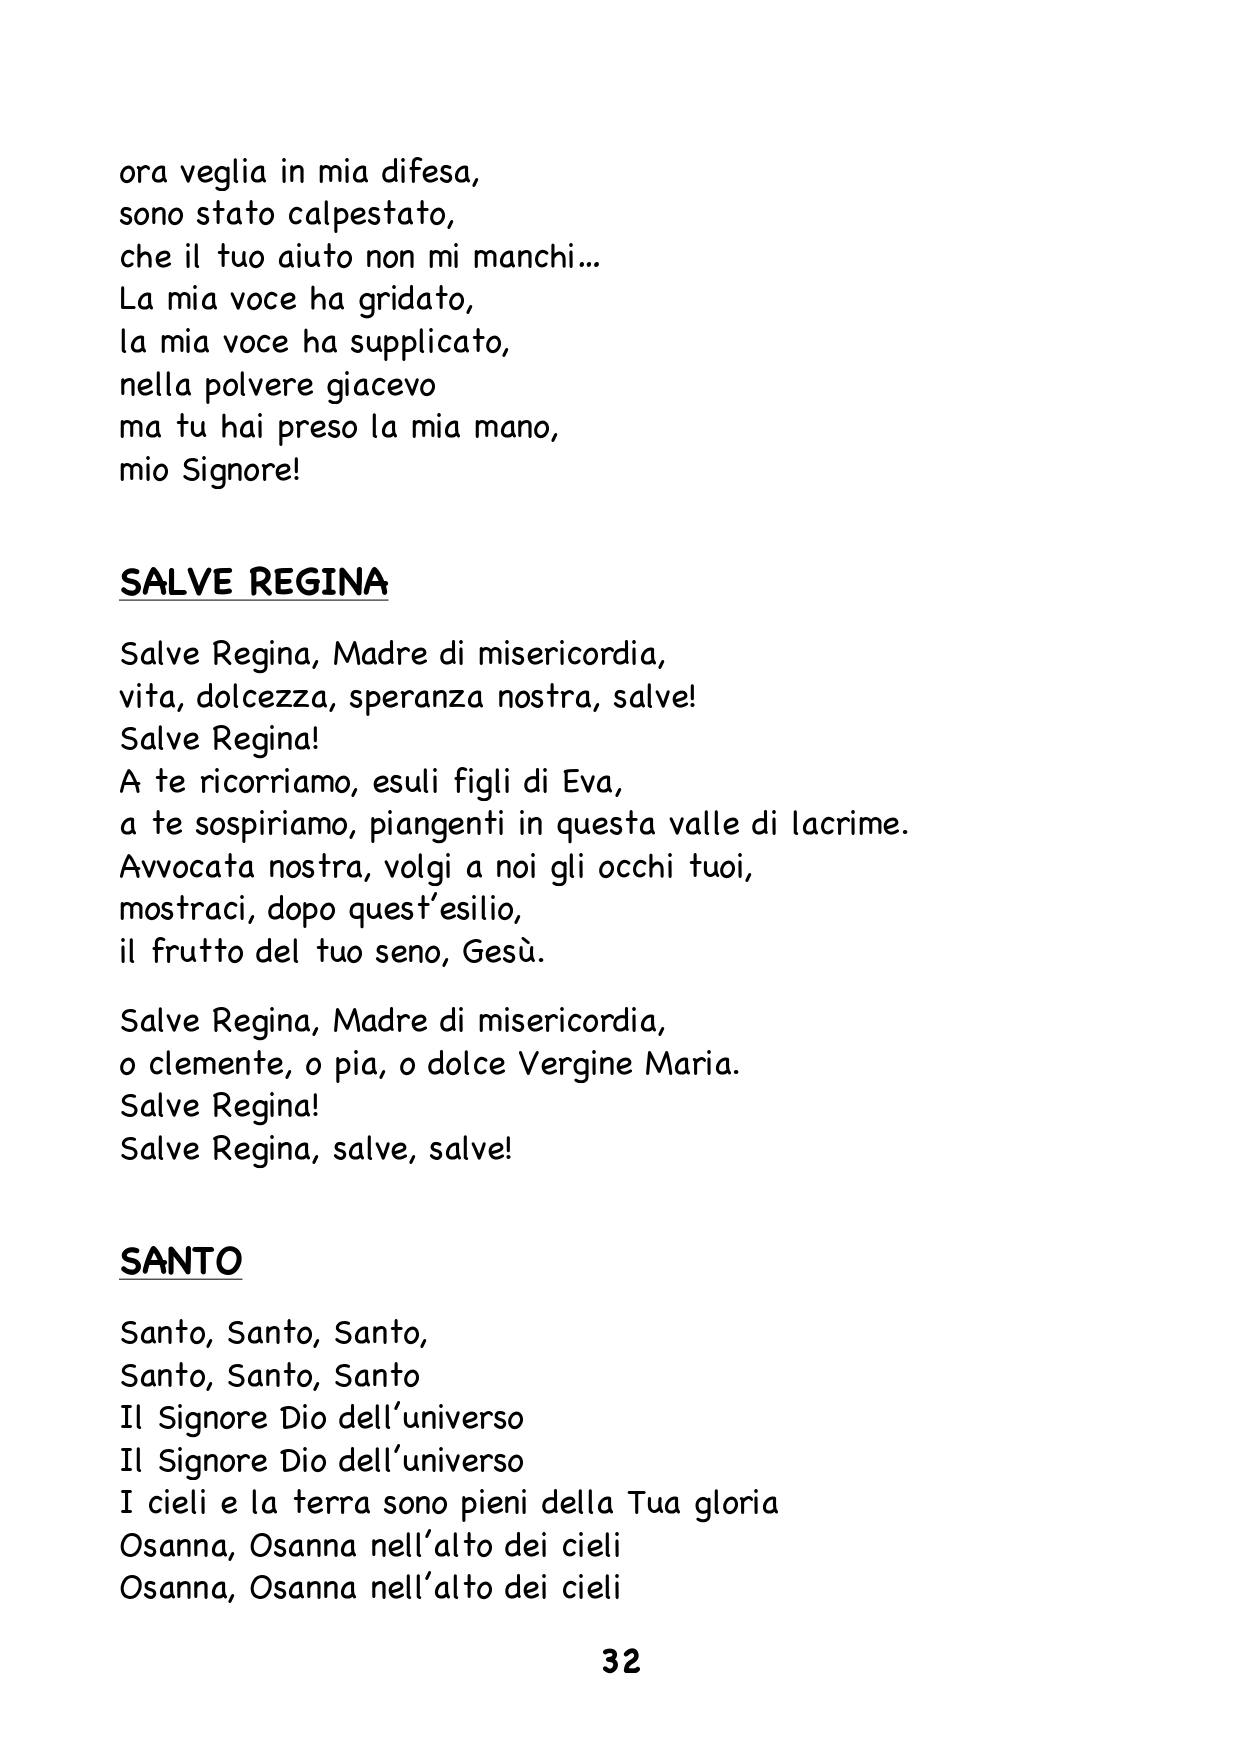 ora veglia in mia difesa,
sono stato calpestato,
che il tuo aiuto non mi manchi…
La mia voce ha gridato,
la mia voce ha supplicato,
nella polvere giacevo
ma tu hai preso la mia mano,
mio Signore!
SALVE REGINA
Salve Regina, Madre di misericordia,
vita, dolcezza, speranza nostra, salve!
Salve Regina!
A te ricorriamo, esuli figli di Eva,
a te sospiriamo, piangenti in questa valle di lacrime.
Avvocata nostra, volgi a noi gli occhi tuoi,
mostraci, dopo quest’esilio,
il frutto del tuo seno, Gesù.
Salve Regina, Madre di misericordia,
o clemente, o pia, o dolce Vergine Maria.
Salve Regina!
Salve Regina, salve, salve!
SANTO
Santo, Santo, Santo,
Santo, Santo, Santo
Il Signore Dio dell’universo
Il Signore Dio dell’universo
I cieli e la terra sono pieni della Tua gloria
Osanna, Osanna nell’alto dei cieli
Osanna, Osanna nell’alto dei cieli
32